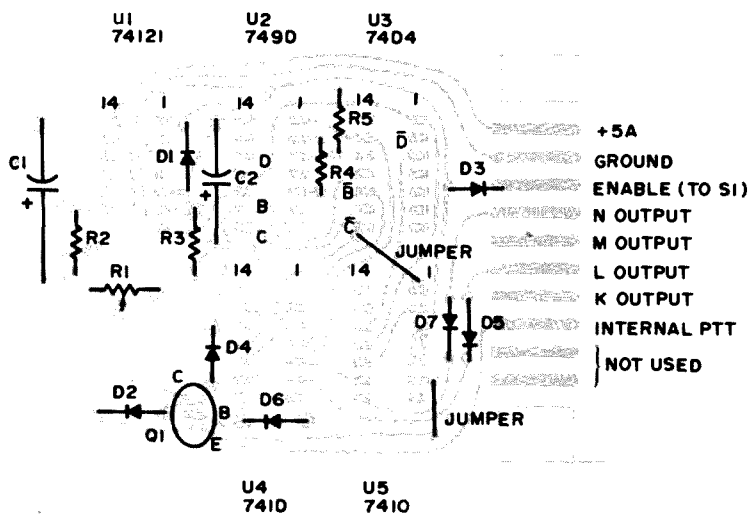 U1 U2 U3
74121 7490 7404
14 1 14 1 14 1
R5
+5A
C1 D1 D D̄ GROUND
C2 R4 D3
+ + B̄ ENABLE (TO S1)
B N OUTPUT
R2 R3 C C̄ M OUTPUT
JUMPER
R1 14 1 14 1 L OUTPUT
K OUTPUT
D7 D5 INTERNAL PTT
D4
C NOT USED
D2 D6
Q1 B JUMPER
E
U4 U5
7410 7410